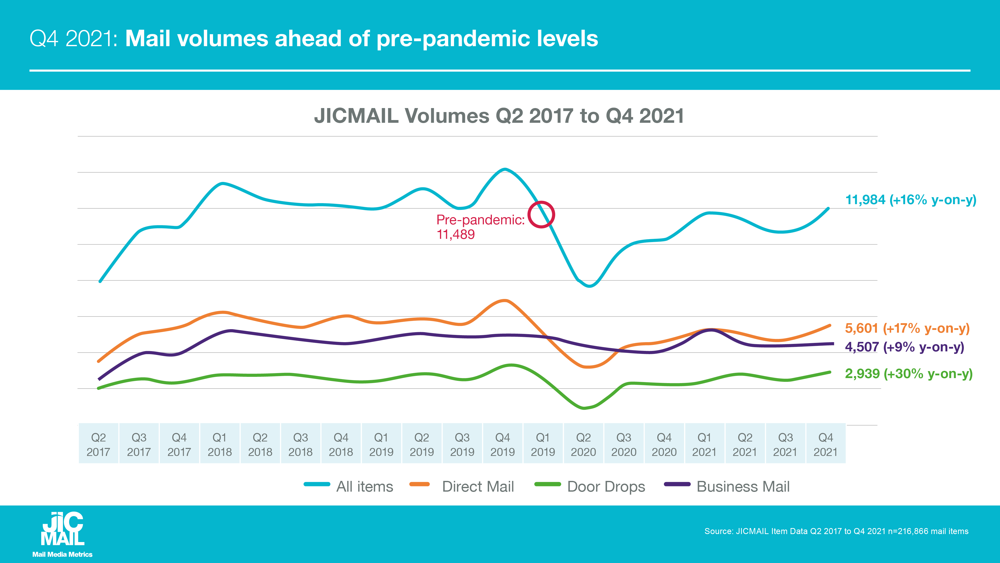 Q4 2021: Mail volumes ahead of pre-pandemic levels
JICMAIL Volumes Q2 2017 to Q4 2021
11,984 (+16% y-on-y)
Pre-pandemic:
11,489
5,601 (+17% y-on-y)
4,507 (+9% y-on-y)
2,939 (+30% y-on-y)
Q2 Q3 Q4 Q1 Q2 Q3 Q4 Q1 Q2 Q3 Q4 Q1 Q2 Q3 Q4 Q1 Q2 Q3 Q4
2017 2017 2017 2018 2018 2018 2018 2019 2019 2019 2019 2019 2020 2020 2020 2021 2021 2021 2021
All items Direct Mail Door Drops Business Mail
JIC
MAIL
Mail Media Metrics
Source: JICMAIL Item Data Q2 2017 to Q4 2021 n=216,866 mail items